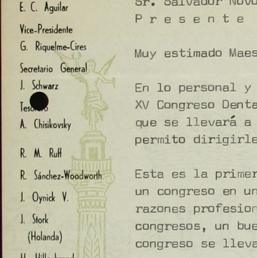 E. C. Aguilar
Vice-Presidente
G. Riquelme-Cires
Secretario General
J. Schwarz
A. Chisikovsky
R. M. Ruff
R. Sánchez-Woodworth
J. Oynick V.
J. Stork
(Holanda)
Sr. Salvador Novo
P r e s e n t e
Muy estimado Maes
En lo personal y
XV Congreso Denta
que se llevará a
permito dirigirle
Esta es la primer
un congreso en un
razones profesion
congresos, un bue
congreso se lleva